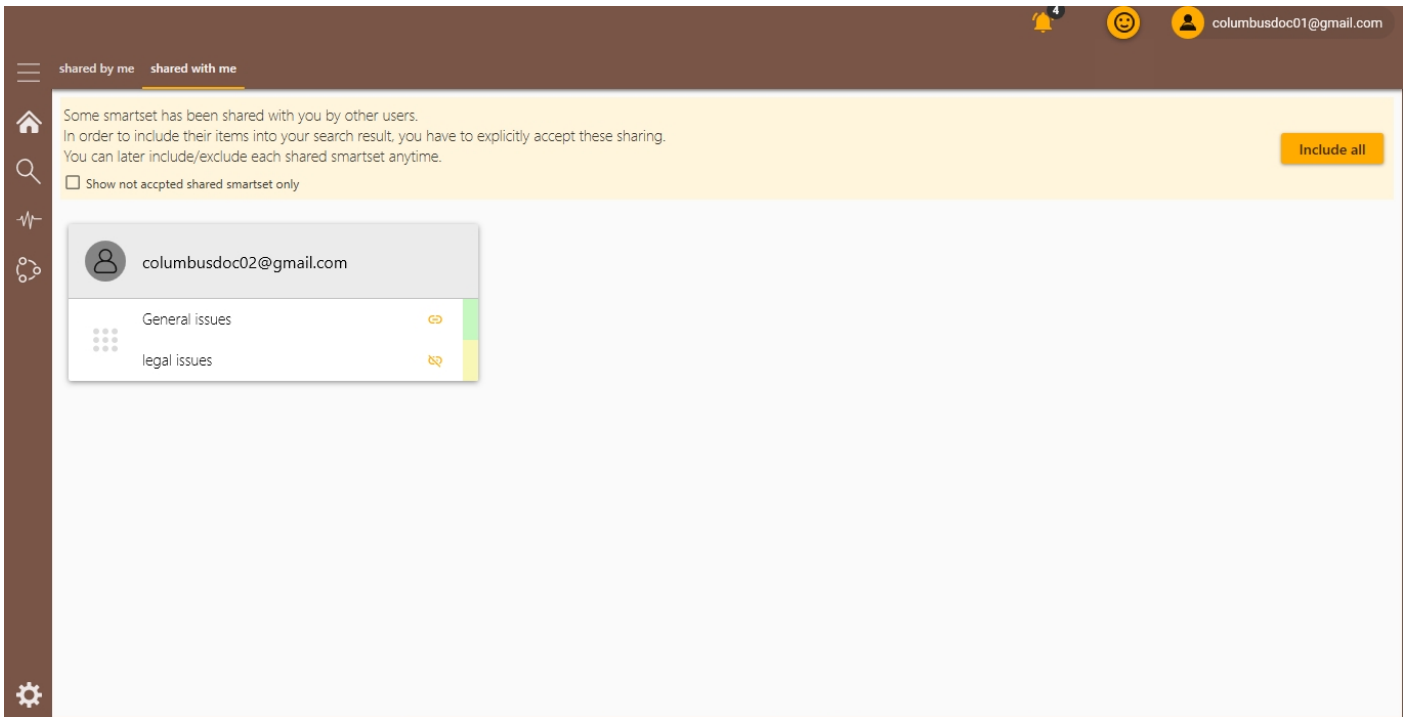 4
columbusdoc01@gmail.com
shared by me shared with me
Some smartset has been shared with you by other users.
In order to include their items into your search result, you have to explicitly accept these sharing.
You can later include/exclude each shared smartset anytime.
Include all
Show not accpted shared smartset only
columbusdoc02@gmail.com
General issues
legal issues